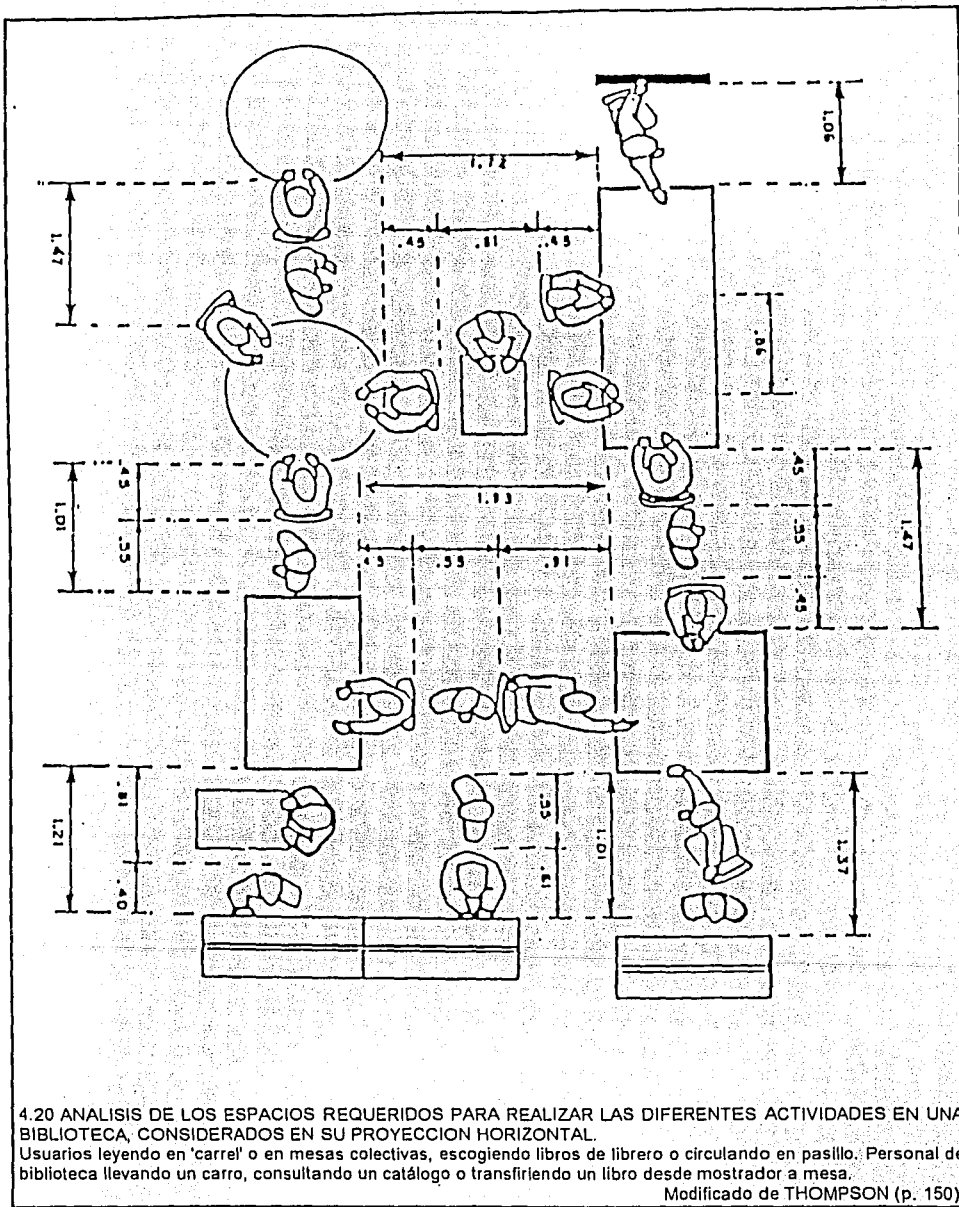 1.06
1.72
.45 .81 .45
1.47
.86
.45
.55
1.01
1.93
.45 .55 .91
.45
.55
.45
1.47
.81
.40
1.21
.55
1.01
1.37
4.20 ANALISIS DE LOS ESPACIOS REQUERIDOS PARA REALIZAR LAS DIFERENTES ACTIVIDADES EN UNA
BIBLIOTECA, CONSIDERADOS EN SU PROYECCION HORIZONTAL.
Usuarios leyendo en 'carrel' o en mesas colectivas, escogiendo libros de librero o circulando en pasillo. Personal de
biblioteca llevando un carro, consultando un catálogo o transfiriendo un libro desde mostrador a mesa.
Modificado de THOMPSON (p. 150)